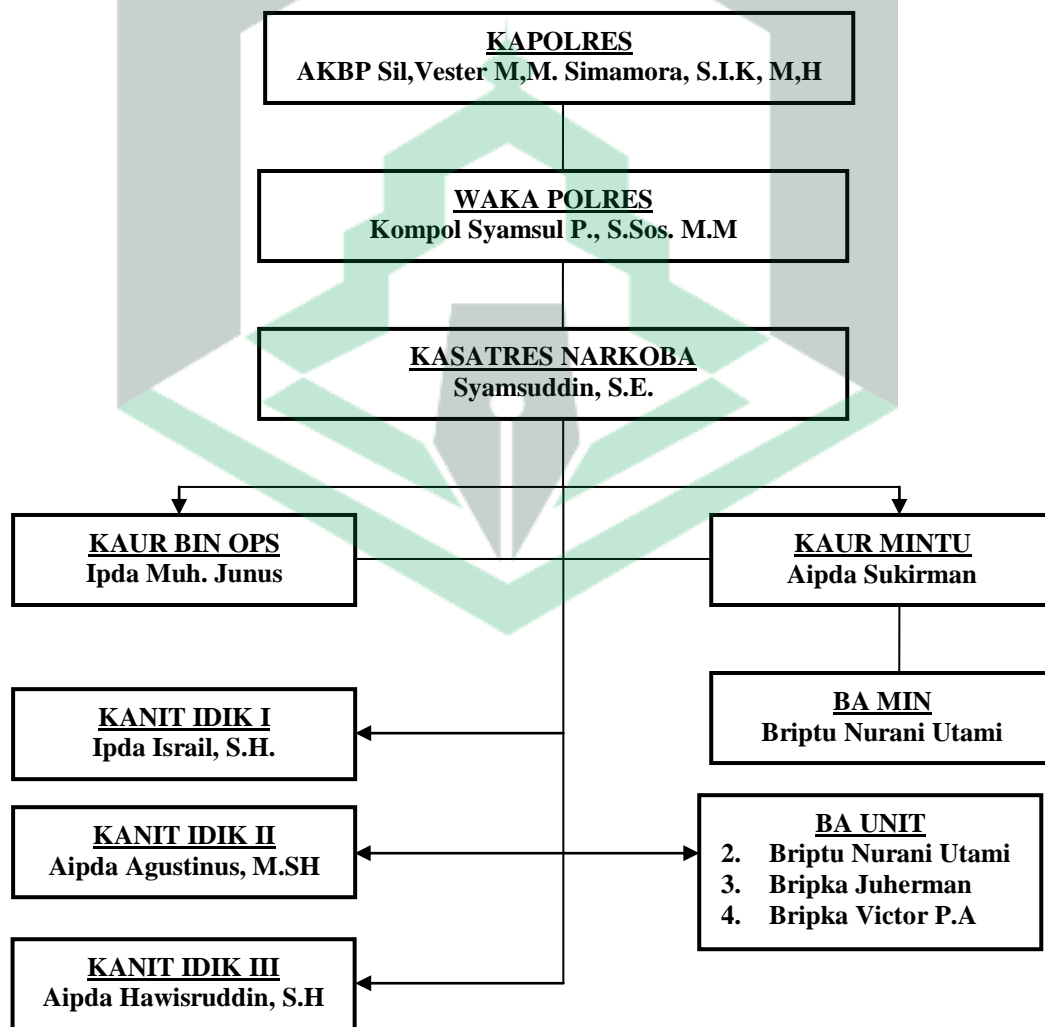 KAPOLRES
AKBP Sil,Vester M,M. Simamora, S.I.K, M,H
WAKA POLRES
Kompol Syamsul P., S.Sos. M.M
KASATRES NARKOBA
Syamsuddin, S.E.
KAUR BIN OPS
Ipda Muh. Junus
KAUR MINTU
Aipda Sukirman
KANIT IDIK I
Ipda Israil, S.H.
BA MIN
Briptu Nurani Utami
KANIT IDIK II
Aipda Agustinus, M.SH
BA UNIT
2. Briptu Nurani Utami
3. Bripka Juherman
4. Bripka Victor P.A
KANIT IDIK III
Aipda Hawisruddin, S.H